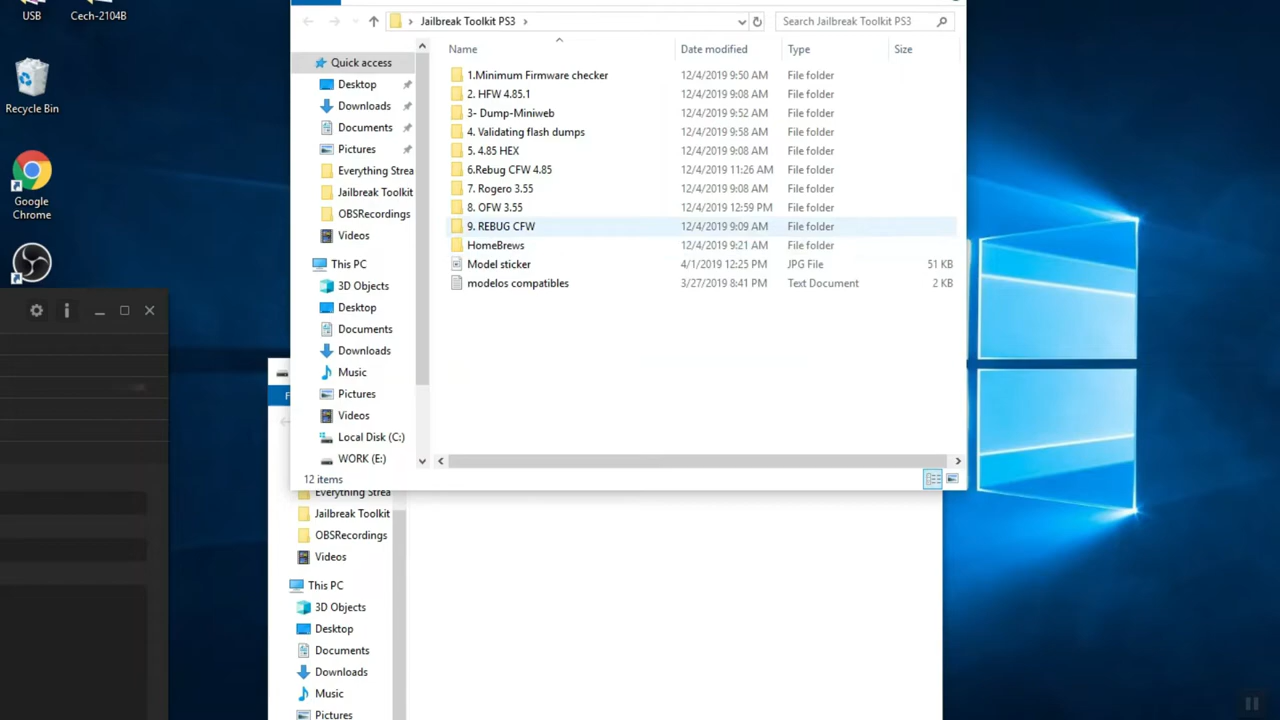 USB
Cech-2104B
Recycle Bin
Google
Chrome
Jailbreak Toolkit PS3
Search Jailbreak Toolkit PS3
Name
Date modified
Type
Size
Quick access
Desktop
Downloads
Documents
Pictures
Everything Strea
Jailbreak Toolkit
OBSRecordings
Videos
This PC
3D Objects
Desktop
Documents
Downloads
Music
Pictures
Videos
Local Disk (C:)
WORK (E:)
1.Minimum Firmware checker 12/4/2019 9:50 AM File folder
2. HFW 4.85.1 12/4/2019 9:08 AM File folder
3- Dump-Miniweb 12/4/2019 9:52 AM File folder
4. Validating flash dumps 12/4/2019 9:08 AM File folder
5. 4.85 HEX 12/4/2019 9:08 AM File folder
6.Rebug CFW 4.85 12/4/2019 11:26 AM File folder
7. Rogero 3.55 12/4/2019 9:08 AM File folder
8. OFW 3.55 12/4/2019 12:59 PM File folder
9. REBUG CFW 12/4/2019 9:09 AM File folder
HomeBrews 12/4/2019 9:21 AM File folder
Model sticker 4/1/2019 12:25 PM JPG File 51 KB
modelos compatibles 3/27/2019 8:41 PM Text Document 2 KB
12 items
F
Everything Strea
Jailbreak Toolkit
OBSRecordings
Videos
This PC
3D Objects
Desktop
Documents
Downloads
Music
Pictures